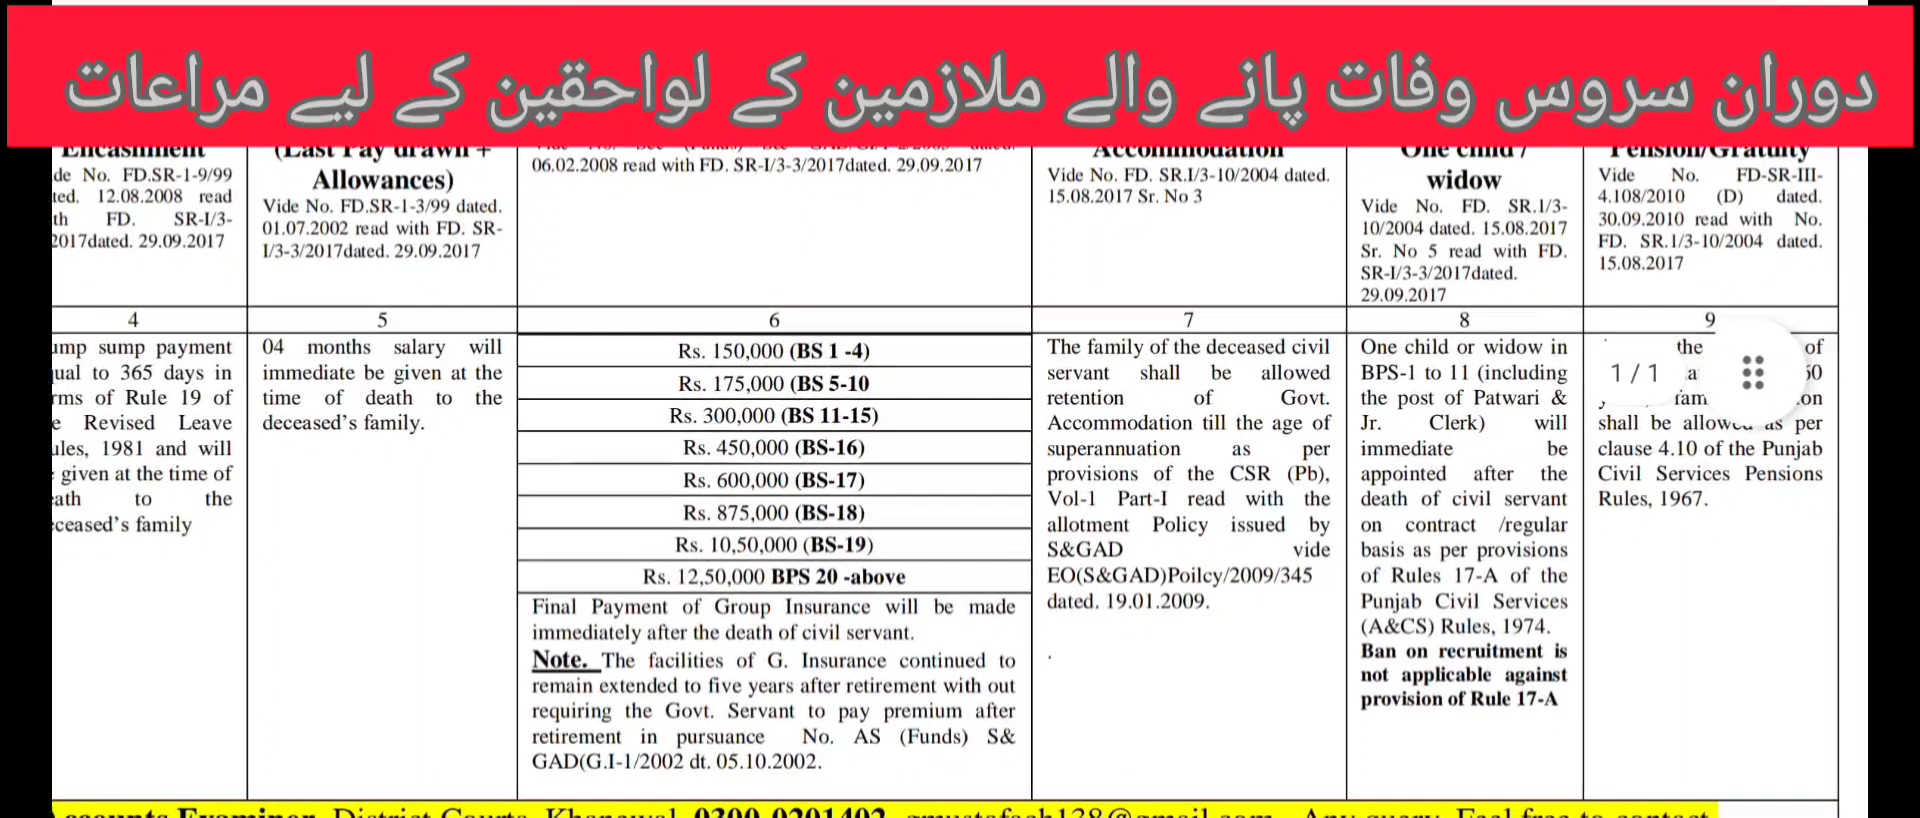 دوران سروس وفات پانے والے ملازمین کے لواحقین کے لیے مراعات
Encashment
de No. FD.SR-1-9/99
ted. 12.08.2008 read
th FD. SR-I/3-
2017dated. 29.09.2017
(Last Pay drawn +
Allowances)
Vide No. FD.SR-1-3/99 dated.
01.07.2002 read with FD. SR-
I/3-3/2017dated. 29.09.2017
06.02.2008 read with FD. SR-I/3-3/2017dated. 29.09.2017
Accommodation
Vide No. FD. SR.I/3-10/2004 dated.
15.08.2017 Sr. No 3
One child /
widow
Vide No. FD. SR.1/3-
10/2004 dated. 15.08.2017
Sr. No 5 read with FD.
SR-I/3-3/2017dated.
29.09.2017
Pension/Gratuity
Vide No. FD-SR-III-
4.108/2010 (D) dated.
30.09.2010 read with No.
FD. SR.1/3-10/2004 dated.
15.08.2017
4
5
6
7
8
9
ump sump payment
ual to 365 days in
rms of Rule 19 of
e Revised Leave
ules, 1981 and will
given at the time of
eath to the
ceased's family
04 months salary will
immediate be given at the
time of death to the
deceased's family.
Rs. 150,000 (BS 1 -4)
Rs. 175,000 (BS 5-10
Rs. 300,000 (BS 11-15)
Rs. 450,000 (BS-16)
Rs. 600,000 (BS-17)
Rs. 875,000 (BS-18)
Rs. 10,50,000 (BS-19)
Rs. 12,50,000 BPS 20 -above
Final Payment of Group Insurance will be made
immediately after the death of civil servant.
Note. The facilities of G. Insurance continued to
remain extended to five years after retirement with out
requiring the Govt. Servant to pay premium after
retirement in pursuance No. AS (Funds) S&
GAD(G.I-1/2002 dt. 05.10.2002.
The family of the deceased civil
servant shall be allowed
retention of Govt.
Accommodation till the age of
superannuation as per
provisions of the CSR (Pb),
Vol-1 Part-I read with the
allotment Policy issued by
S&GAD vide
EO(S&GAD)Poilcy/2009/345
dated. 19.01.2009.
One child or widow in
BPS-1 to 11 (including
the post of Patwari &
Jr. Clerk) will
immediate be
appointed after the
death of civil servant
on contract /regular
basis as per provisions
of Rules 17-A of the
Punjab Civil Services
(A&CS) Rules, 1974.
Ban on recruitment is
not applicable against
provision of Rule 17-A
the of
1 / 1
shall be allowed as per
clause 4.10 of the Punjab
Civil Services Pensions
Rules, 1967.
Accounts Examiner, District Courts, Khanewal 0300-0201402